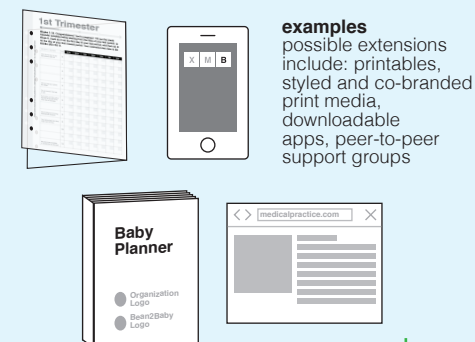 1st Trimester
X M B
examples
possible extensions
include: printables,
styled and co-branded
print media,
downloadable
apps, peer-to-peer
support groups
Baby
Planner
Organization
Logo
Bean2Baby
Logo
< > medicalpractice.com X